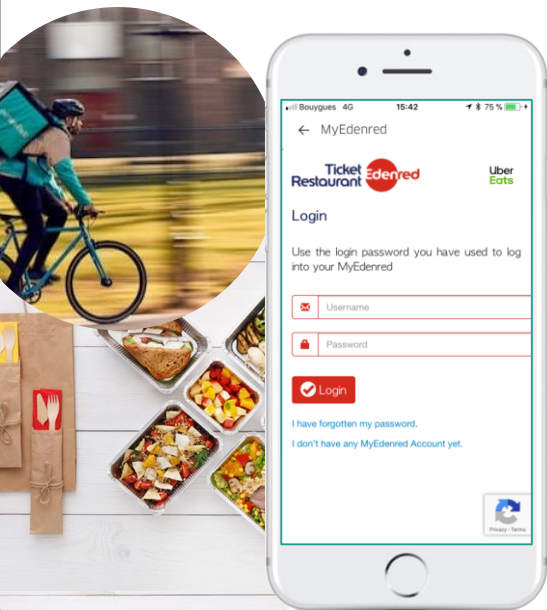 Bouygues 4G 15:42 75 %
← MyEdenred
Ticket
Restaurant Edenred
Uber
Eats
Login
Use the login password you have used to log
into your MyEdenred
Username
Password
Login
I have forgotten my password.
I don't have any MyEdenred Account yet.
Privacy - Terms